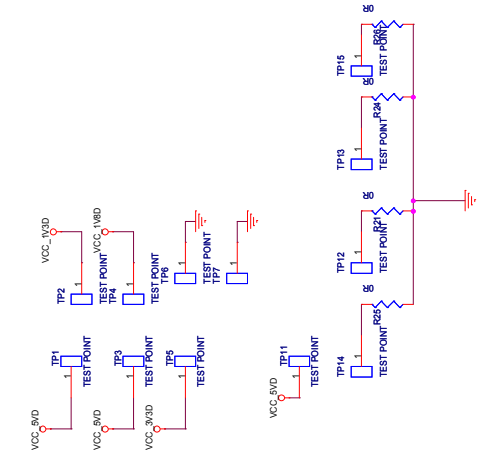 0R
R26
1
TP15
TEST POINT
0R
R24
1
TP13
TEST POINT
0R
R21
1
TP12
TEST POINT
0R
R25
1
TP14
TEST POINT
VCC_1V3D
1
TP2
TEST POINT
VCC_1V8D
1
TP4
TEST POINT
1
TP6
TEST POINT
1
TP7
TP1
1
TEST POINT
VCC_5VD
TP3
1
TEST POINT
VCC_5VD
TP5
1
TEST POINT
VCC_3V3D
TP11
1
TEST POINT
VCC_5VD